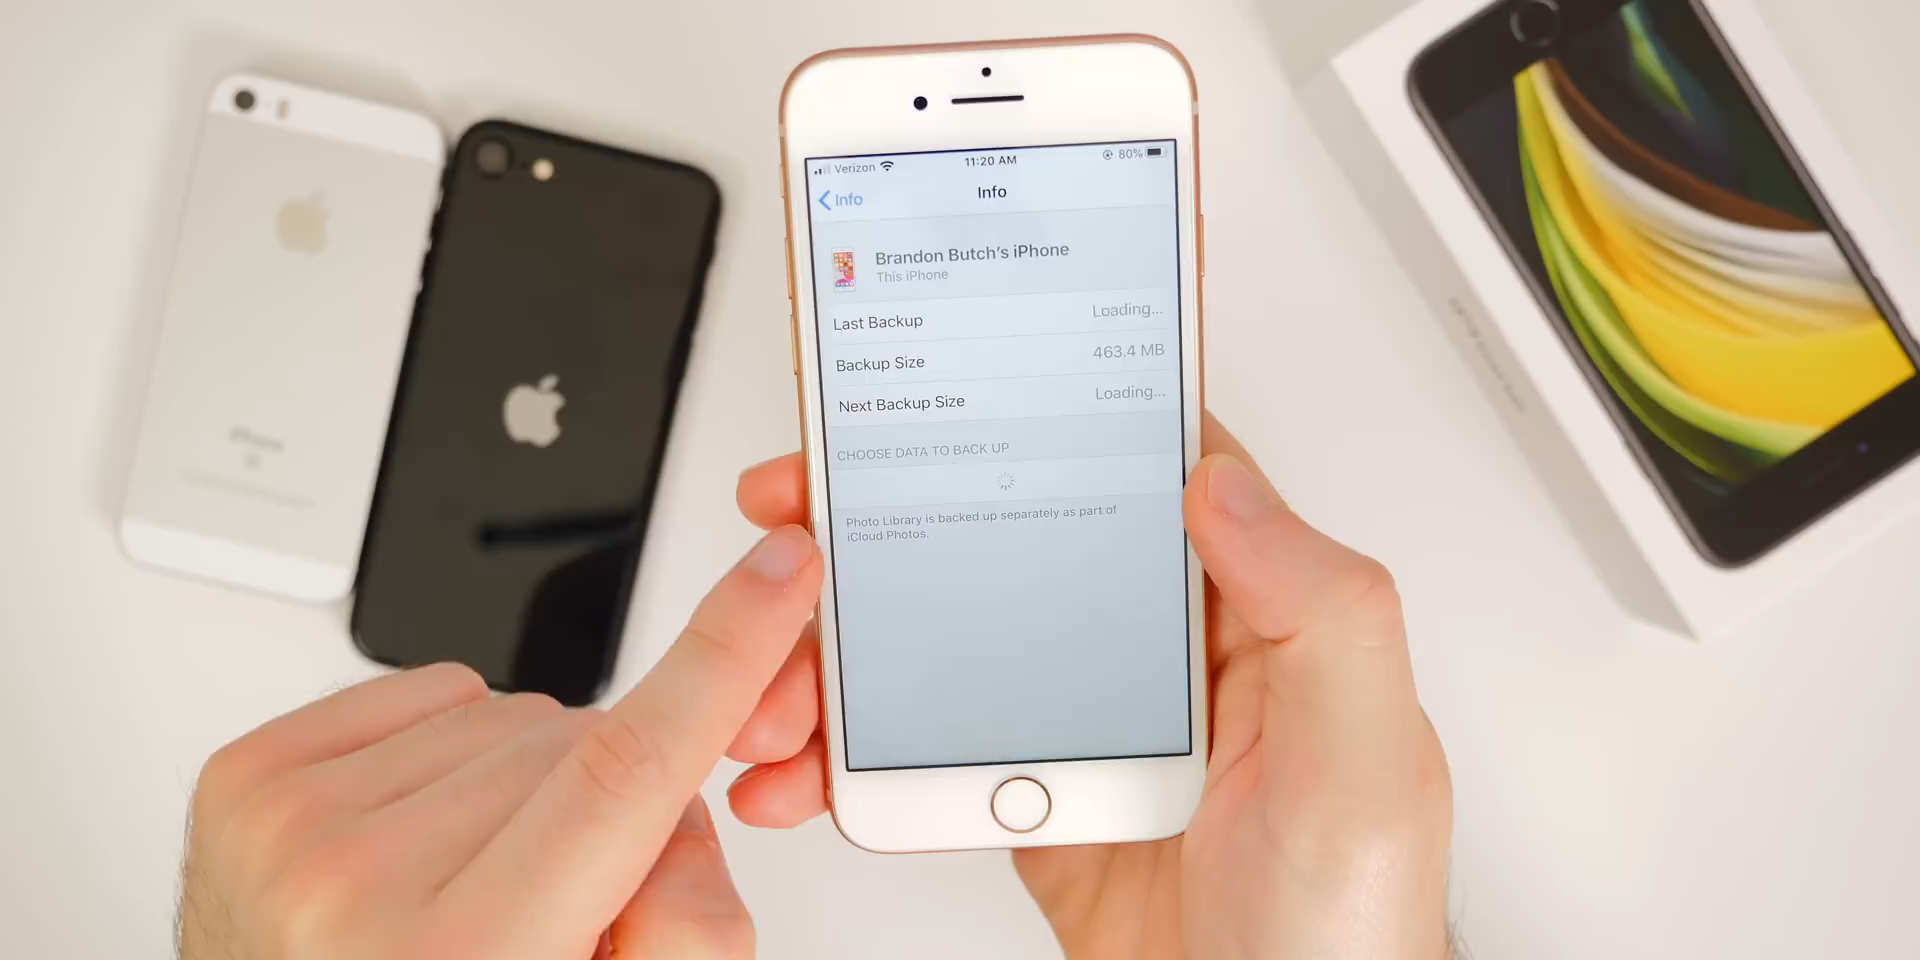 Verizon 11:20 AM 80%
Info Info
Brandon Butch's iPhone
This iPhone
Last Backup Loading...
Backup Size 463.4 MB
Next Backup Size Loading...
CHOOSE DATA TO BACK UP
Photo Library is backed up separately as part of
iCloud Photos.
iPhone